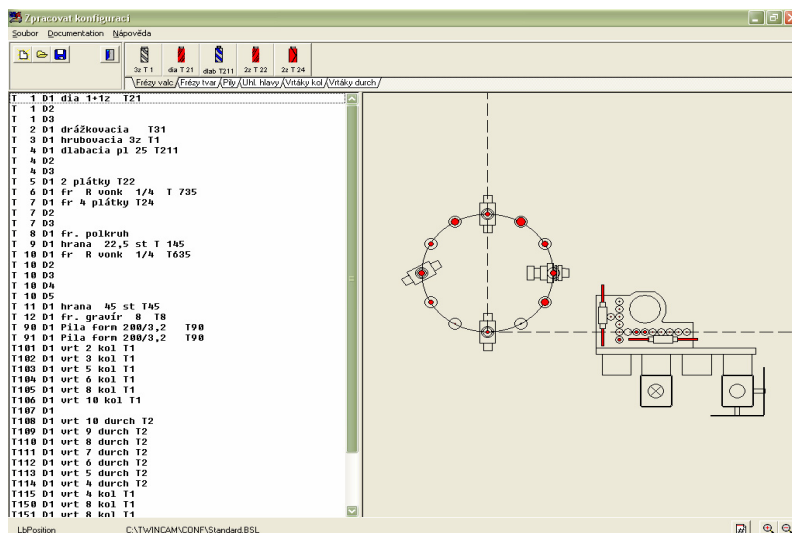 Zpracovat konfiguraci
Soubor Documentation Nápověda
3z T 1 dia T 21 dlab T211 2z T 22 2z T 24
Frézy valc Frézy tvar Pily Uhl. hlavy Vrtáky kol Vrtáky durch
T 1 D1 dia 1+1z T21
T 1 D2
T 1 D3
T 2 D1 drážkovacia T31
T 3 D1 hrubovacia 3z T1
T 4 D1 dlabacia pl 25 T211
T 4 D2
T 4 D3
T 5 D1 2 plátky T22
T 6 D1 fr R vonk 1/4 T 735
T 7 D1 fr 4 plátky T24
T 7 D2
T 7 D3
T 8 D1 fr. polkruh
T 9 D1 hrana 22,5 st T 145
T 10 D1 fr R vonk 1/4 T635
T 10 D2
T 10 D3
T 10 D4
T 10 D5
T 11 D1 hrana 45 st T45
T 12 D1 fr. gravír 8 T8
T 90 D1 Pila form 200/3,2 T90
T 91 D1 Pila form 200/3,2 T90
T101 D1 vrt 2 kol T1
T102 D1 vrt 3 kol T1
T103 D1 vrt 5 kol T1
T104 D1 vrt 6 kol T1
T105 D1 vrt 8 kol T1
T106 D1 vrt 10 kol T1
T107 D1
T108 D1 vrt 10 durch T2
T109 D1 vrt 9 durch T2
T110 D1 vrt 8 durch T2
T111 D1 vrt 7 durch T2
T112 D1 vrt 6 durch T2
T113 D1 vrt 5 durch T2
T114 D1 vrt 4 durch T2
T115 D1 vrt 4 kol T1
T150 D1 vrt 8 kol T1
T151 D1 vrt 8 kol T1
LbPosition C:\TWINCAM\CONF\Standard.BSL